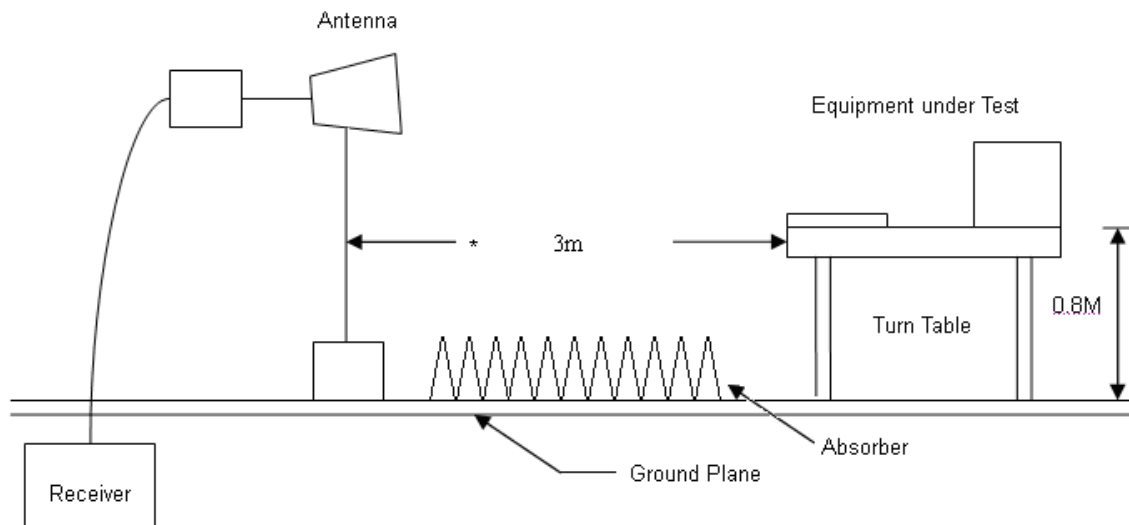 Antenna
Equipment under Test
* 3m
0.8M
Turn Table
Absorber
Ground Plane
Receiver